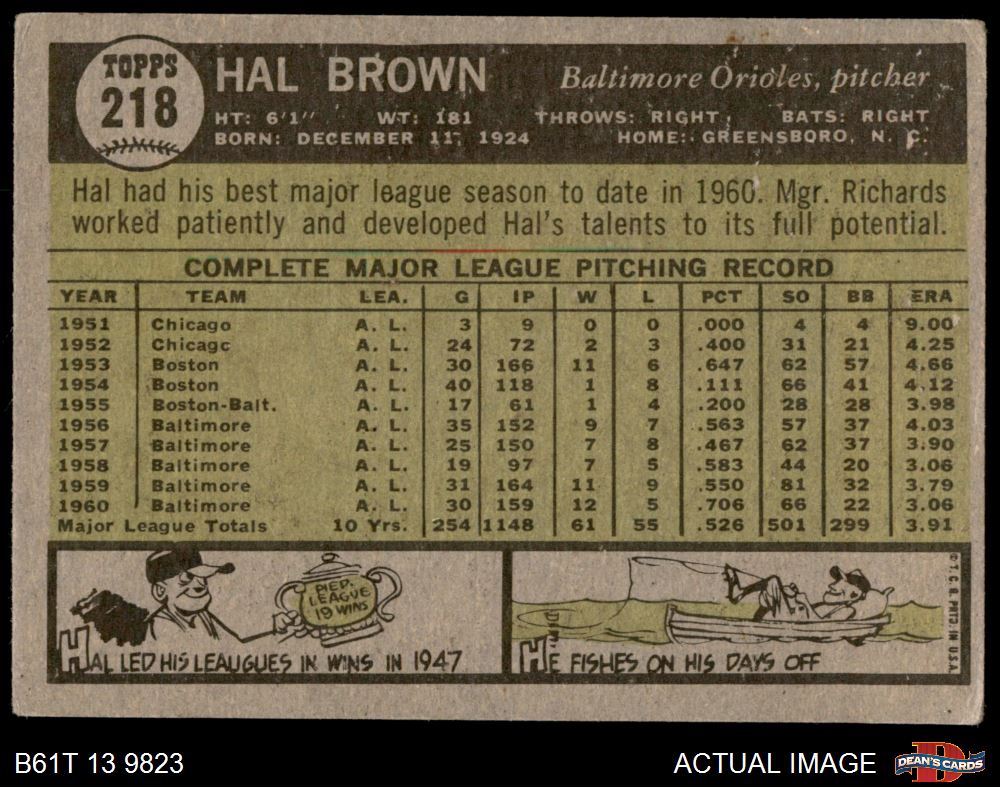 TOPPS
218
HAL BROWN Baltimore Orioles, pitcher
HT: 6'1" WT: 181 THROWS: RIGHT BATS: RIGHT
BORN: DECEMBER 11, 1924 HOME: GREENSBORO, N. C.
Hal had his best major league season to date in 1960. Mgr. Richards
worked patiently and developed Hal's talents to its full potential.
COMPLETE MAJOR LEAGUE PITCHING RECORD
YEAR TEAM LEA. G IP W L PCT SO BB ERA
1951 Chicago A. L. 3 9 0 0 .000 4 4 9.00
1952 Chicago A. L. 24 72 2 3 .400 31 21 4.25
1953 Boston A. L. 30 166 11 6 .647 62 57 4.66
1954 Boston A. L. 40 118 1 8 .111 66 41 4.12
1955 Boston-Balt. A. L. 17 61 1 4 .200 28 28 3.98
1956 Baltimore A. L. 35 152 9 7 .563 57 37 4.03
1957 Baltimore A. L. 25 150 7 8 .467 62 37 3.90
1958 Baltimore A. L. 19 97 7 5 .583 44 20 3.06
1959 Baltimore A. L. 31 164 11 9 .550 81 32 3.79
1960 Baltimore A. L. 30 159 12 5 .706 66 22 3.06
Major League Totals 10 Yrs. 254 1148 61 55 .526 501 299 3.91
PIED.
LEAGUE
19 WINS
HAL LED HIS LEAUGUES IN WINS IN 1947
HE FISHES ON HIS DAYS OFF
© T. C. G. PRTD. IN U.S.A.
B61T 13 9823 ACTUAL IMAGE
DEAN'S CARDS